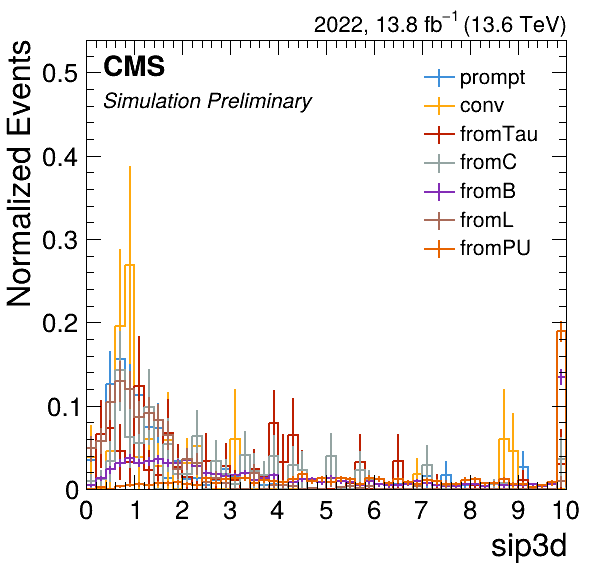 2022, 13.8 fb⁻¹ (13.6 TeV)
CMS
Simulation Preliminary
prompt
conv
fromTau
fromC
fromB
fromL
fromPU
Normalized Events
0.5
0.4
0.3
0.2
0.1
0
0 1 2 3 4 5 6 7 8 9 10
sip3d